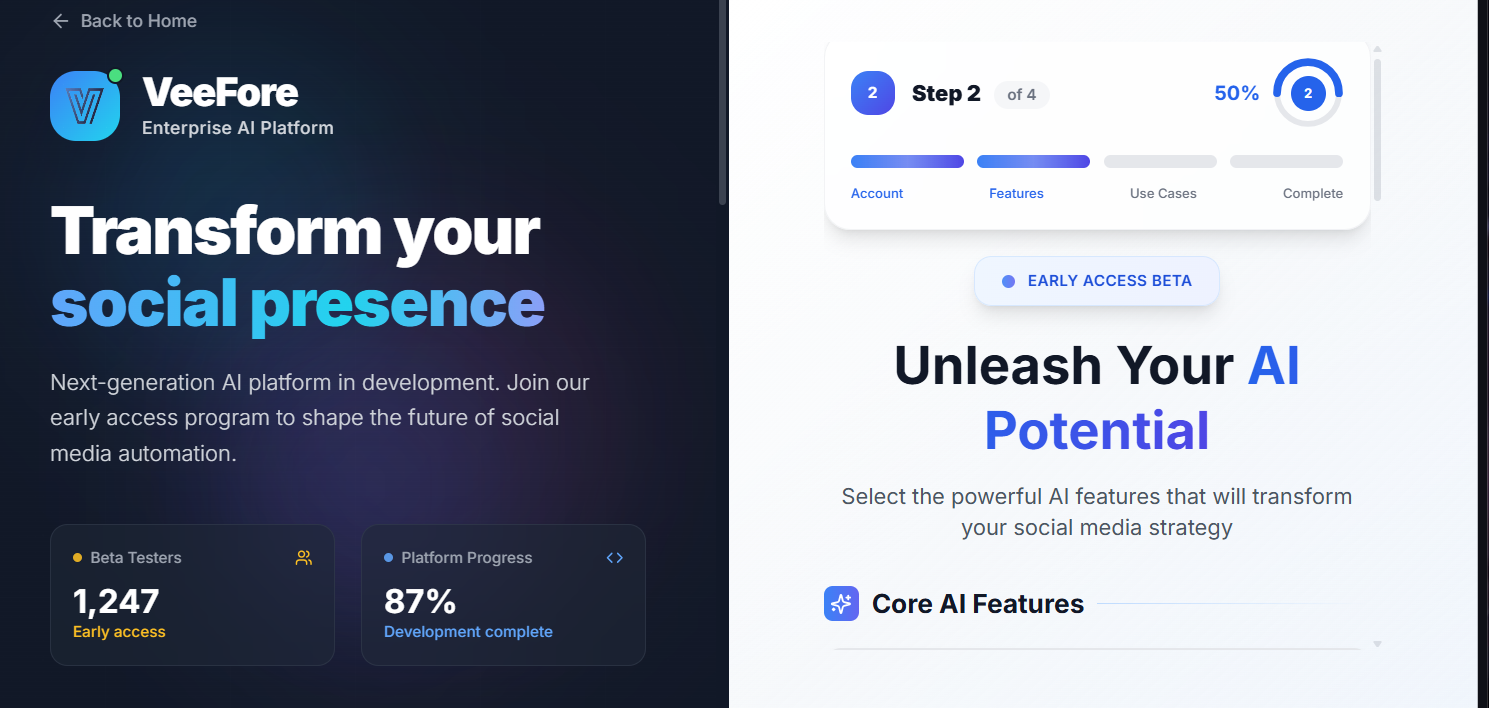 Back to Home
VeeFore
Enterprise AI Platform
Transform your
social presence
Next-generation AI platform in development. Join our
early access program to shape the future of social
media automation.
Beta Testers
1,247
Early access
Platform Progress
87%
Development complete
2
Step 2
of 4
50%
2
Account
Features
Use Cases
Complete
EARLY ACCESS BETA
Unleash Your AI
Potential
Select the powerful AI features that will transform
your social media strategy
Core AI Features